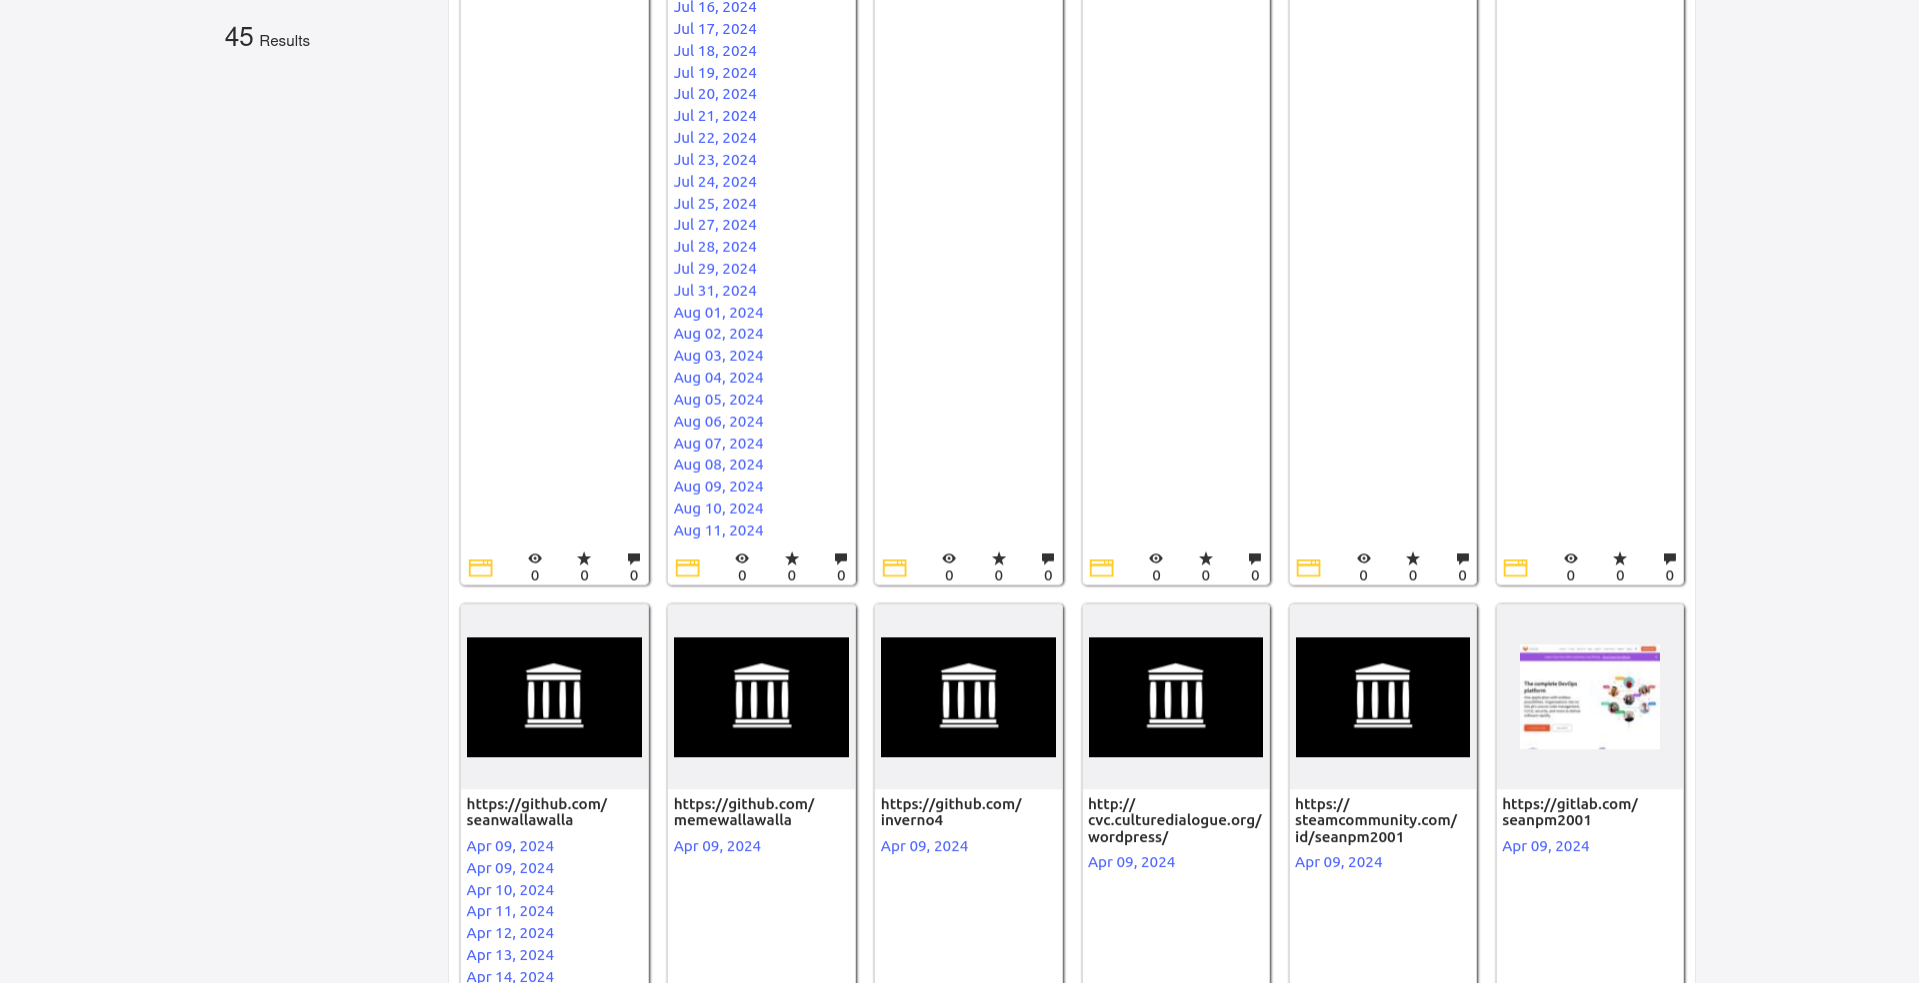 45 Results
Jul 16, 2024
Jul 17, 2024
Jul 18, 2024
Jul 19, 2024
Jul 20, 2024
Jul 21, 2024
Jul 22, 2024
Jul 23, 2024
Jul 24, 2024
Jul 25, 2024
Jul 27, 2024
Jul 28, 2024
Jul 29, 2024
Jul 31, 2024
Aug 01, 2024
Aug 02, 2024
Aug 03, 2024
Aug 04, 2024
Aug 05, 2024
Aug 06, 2024
Aug 07, 2024
Aug 08, 2024
Aug 09, 2024
Aug 10, 2024
Aug 11, 2024
0 0 0
0 0 0
0 0 0
0 0 0
0 0 0
0 0 0
https://github.com/
seanwallawalla
Apr 09, 2024
Apr 09, 2024
Apr 10, 2024
Apr 11, 2024
Apr 12, 2024
Apr 13, 2024
Apr 14, 2024
https://github.com/
memewallawalla
Apr 09, 2024
https://github.com/
inverno4
Apr 09, 2024
http://
cvc.culturedialogue.org/
wordpress/
Apr 09, 2024
https://
steamcommunity.com/
id/seanpm2001
Apr 09, 2024
The complete DevOps
platform
https://gitlab.com/
seanpm2001
Apr 09, 2024